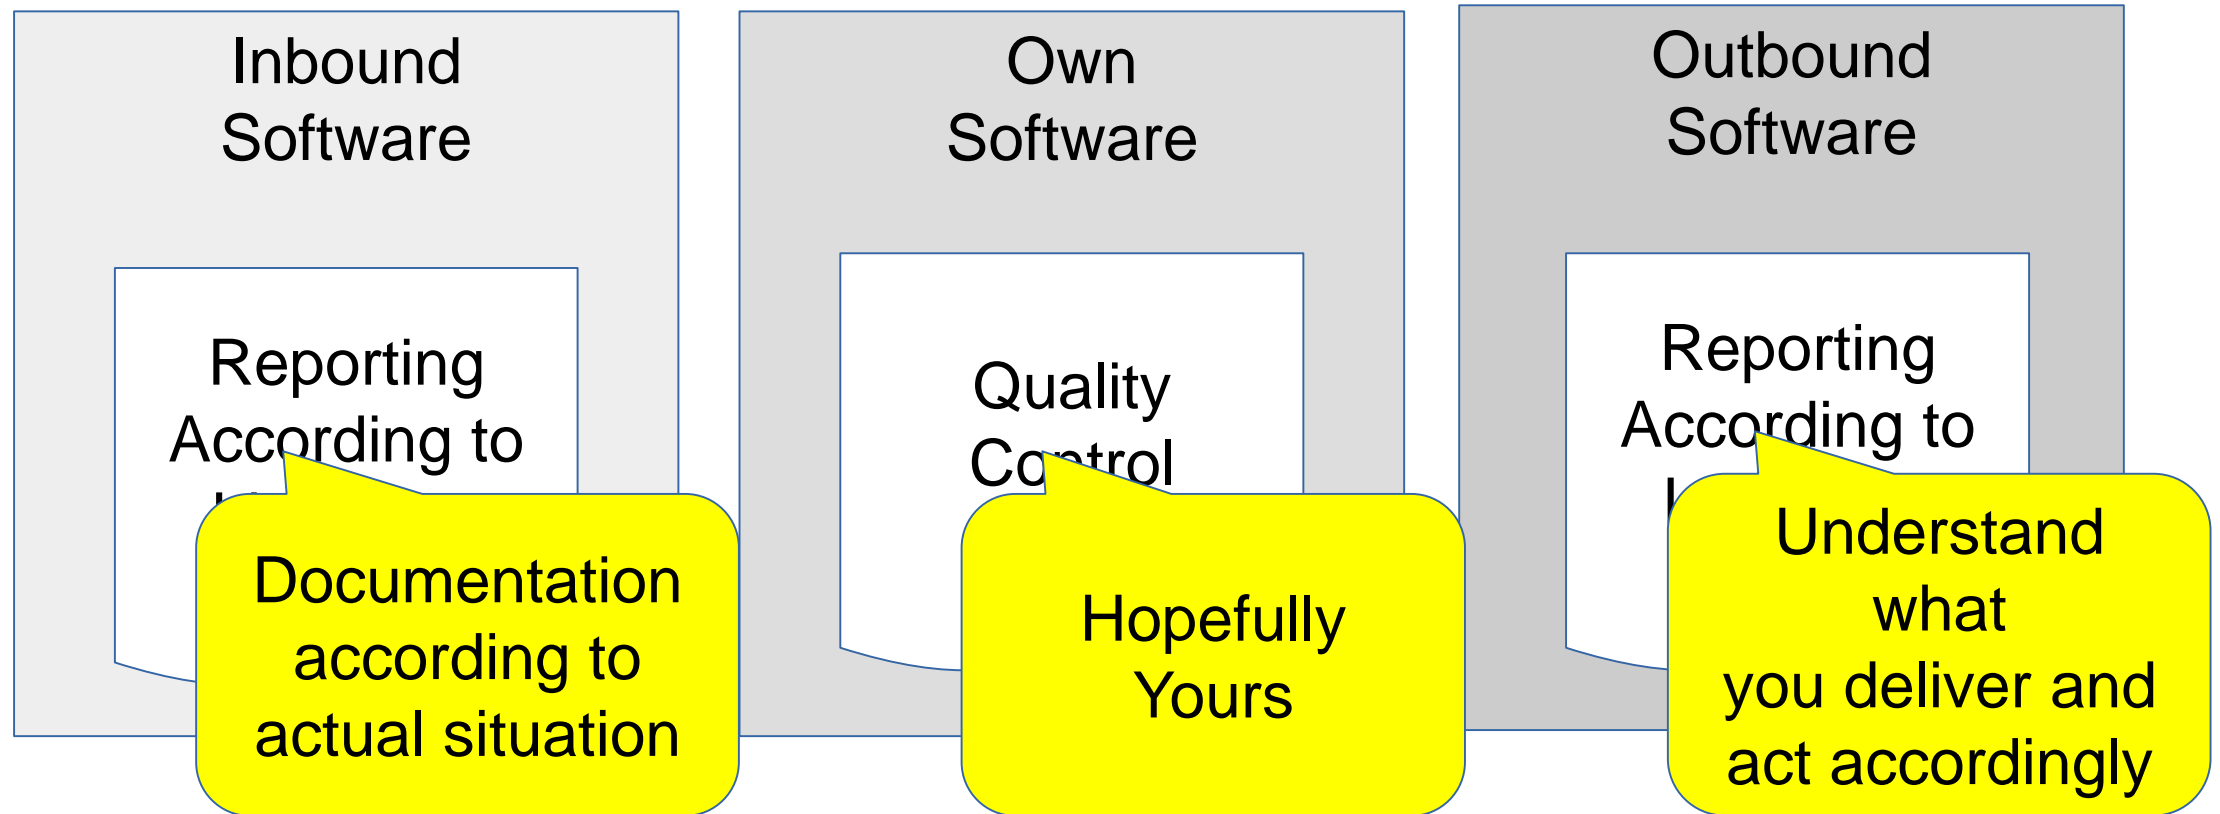 Inbound
Software
Reporting
According to
Documentation
according to
actual situation
Own
Software
Quality
Control
Hopefully
Yours
Outbound
Software
Reporting
According to
Understand
what
you deliver and
act accordingly